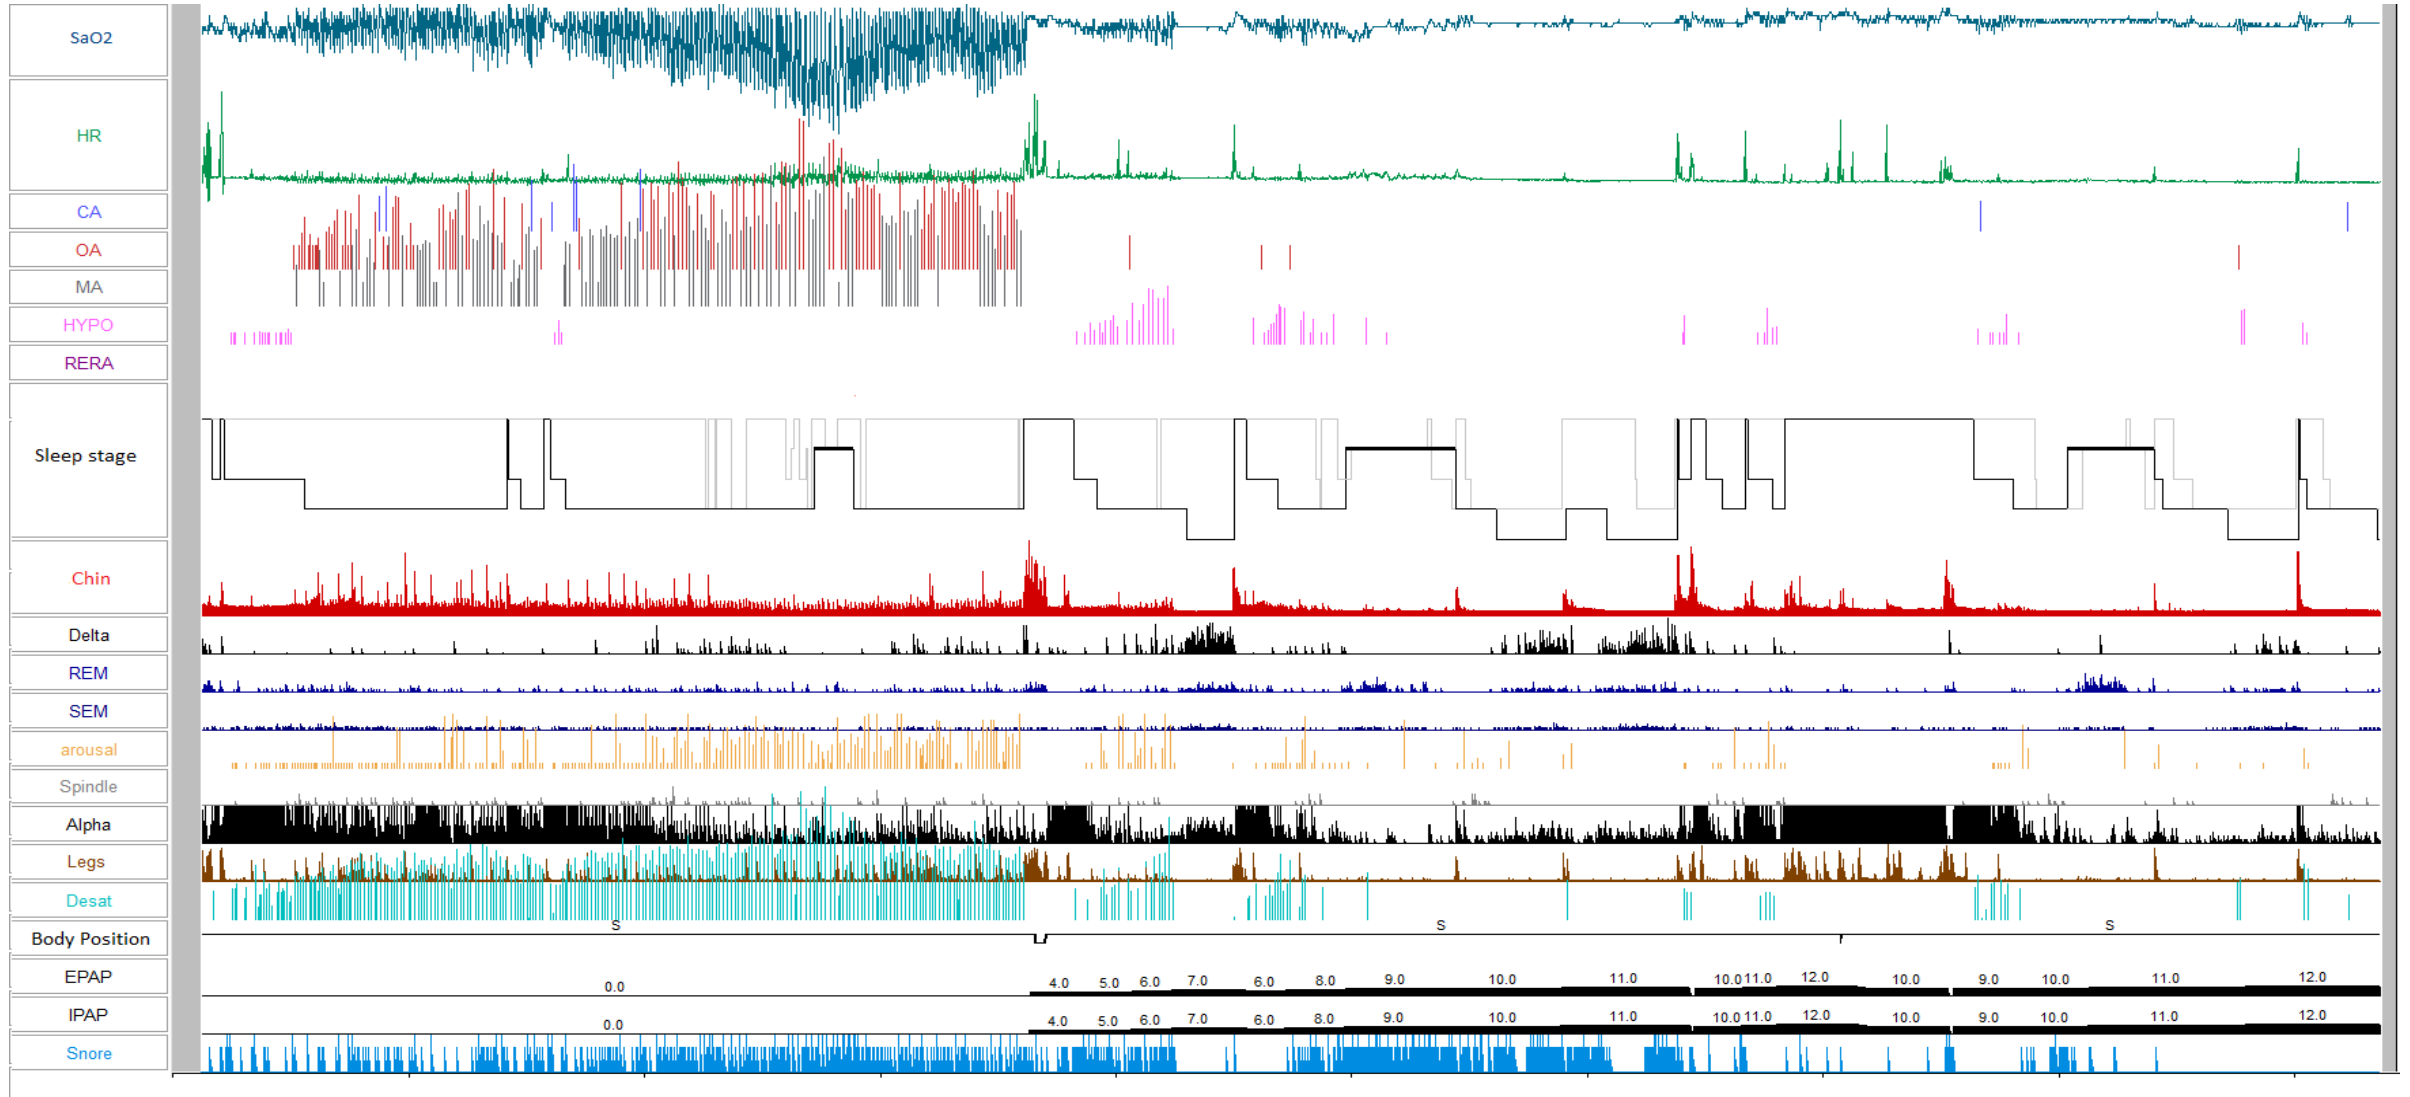 SaO2
HR
CA
OA
MA
HYPO
RERA
Sleep stage
Chin
Delta
REM
SEM
arousal
Spindle
Alpha
Legs
Desat
S S S
Body Position
EPAP 0.0 4.0 5.0 6.0 7.0 6.0 8.0 9.0 10.0 11.0 10.0 11.0 12.0 10.0 9.0 10.0 11.0 12.0
IPAP 0.0 4.0 5.0 6.0 7.0 6.0 8.0 9.0 10.0 11.0 10.0 11.0 12.0 10.0 9.0 10.0 11.0 12.0
Snore